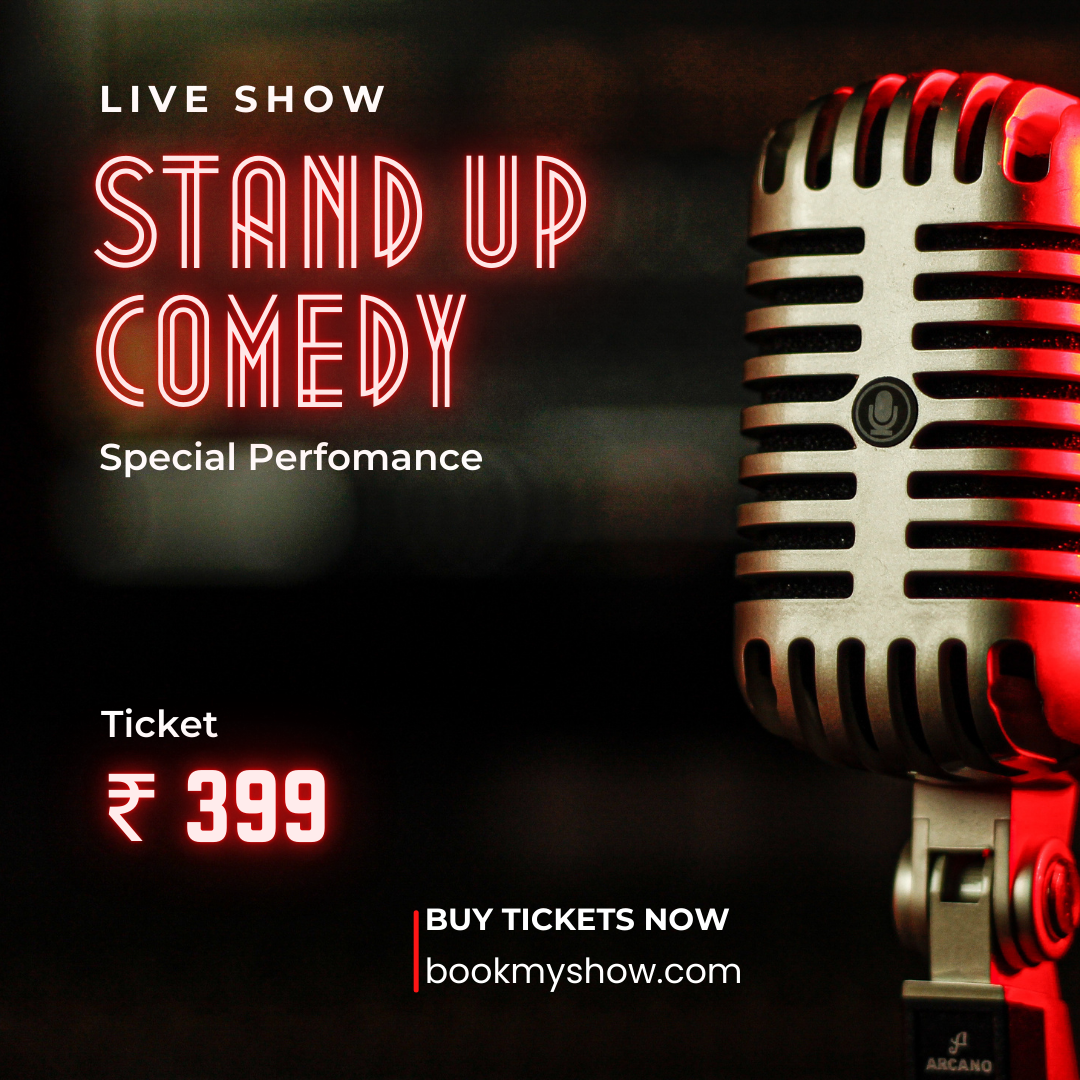 LIVE SHOW
STAND UP
COMEDY
Special Perfomance
Ticket
₹ 399
BUY TICKETS NOW
bookmyshow.com
ARCANO